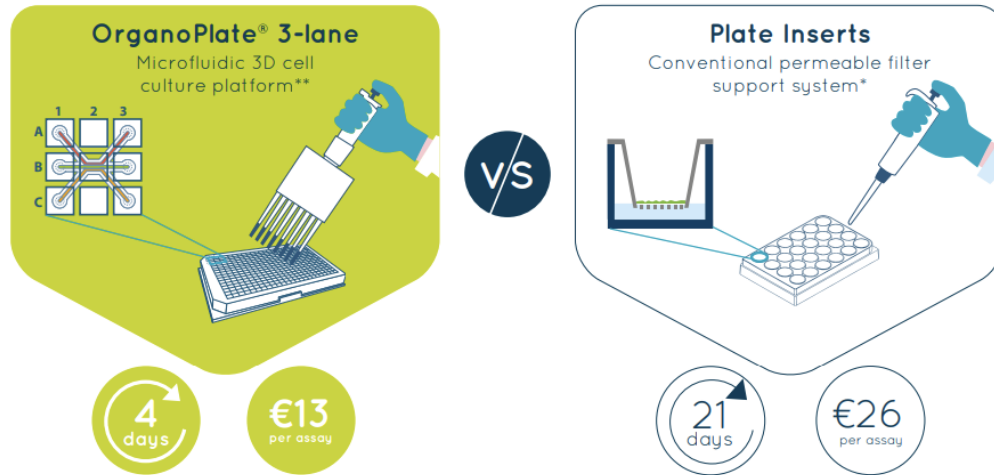 OrganoPlate® 3-lane
Microfluidic 3D cell
culture platform**
1 2 3
A
B
C
V/S
Plate Inserts
Conventional permeable filter
support system*
4
days
€13
per assay
21
days
€26
per assay